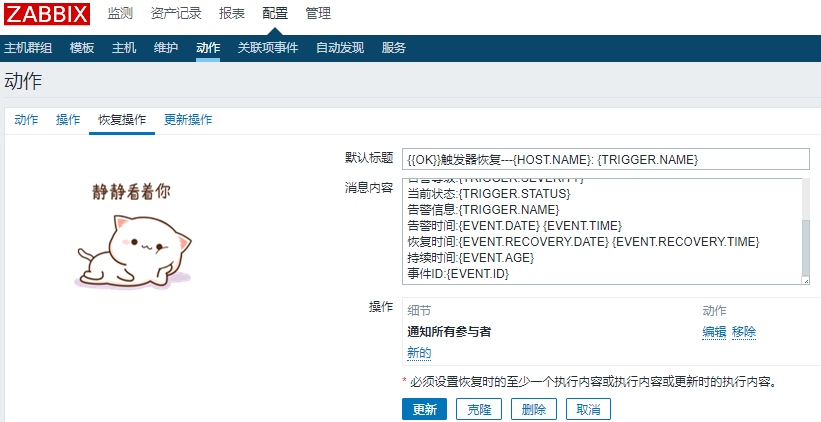 ZABBIX 监测 资产记录 报表 配置 管理
主机群组 模板 主机 维护 动作 关联项事件 自动发现 服务
动作
动作 操作 恢复操作 更新操作
静静看着你
默认标题 {{OK}}触发器恢复---{HOST.NAME}: {TRIGGER.NAME}
消息内容
当前状态:{TRIGGER.STATUS}
告警信息:{TRIGGER.NAME}
告警时间:{EVENT.DATE} {EVENT.TIME}
恢复时间:{EVENT.RECOVERY.DATE} {EVENT.RECOVERY.TIME}
持续时间:{EVENT.AGE}
事件ID:{EVENT.ID}
操作 细节 动作
通知所有参与者 编辑 移除
新的
* 必须设置恢复时的至少一个执行内容或执行内容或更新时的执行内容。
更新 克隆 删除 取消